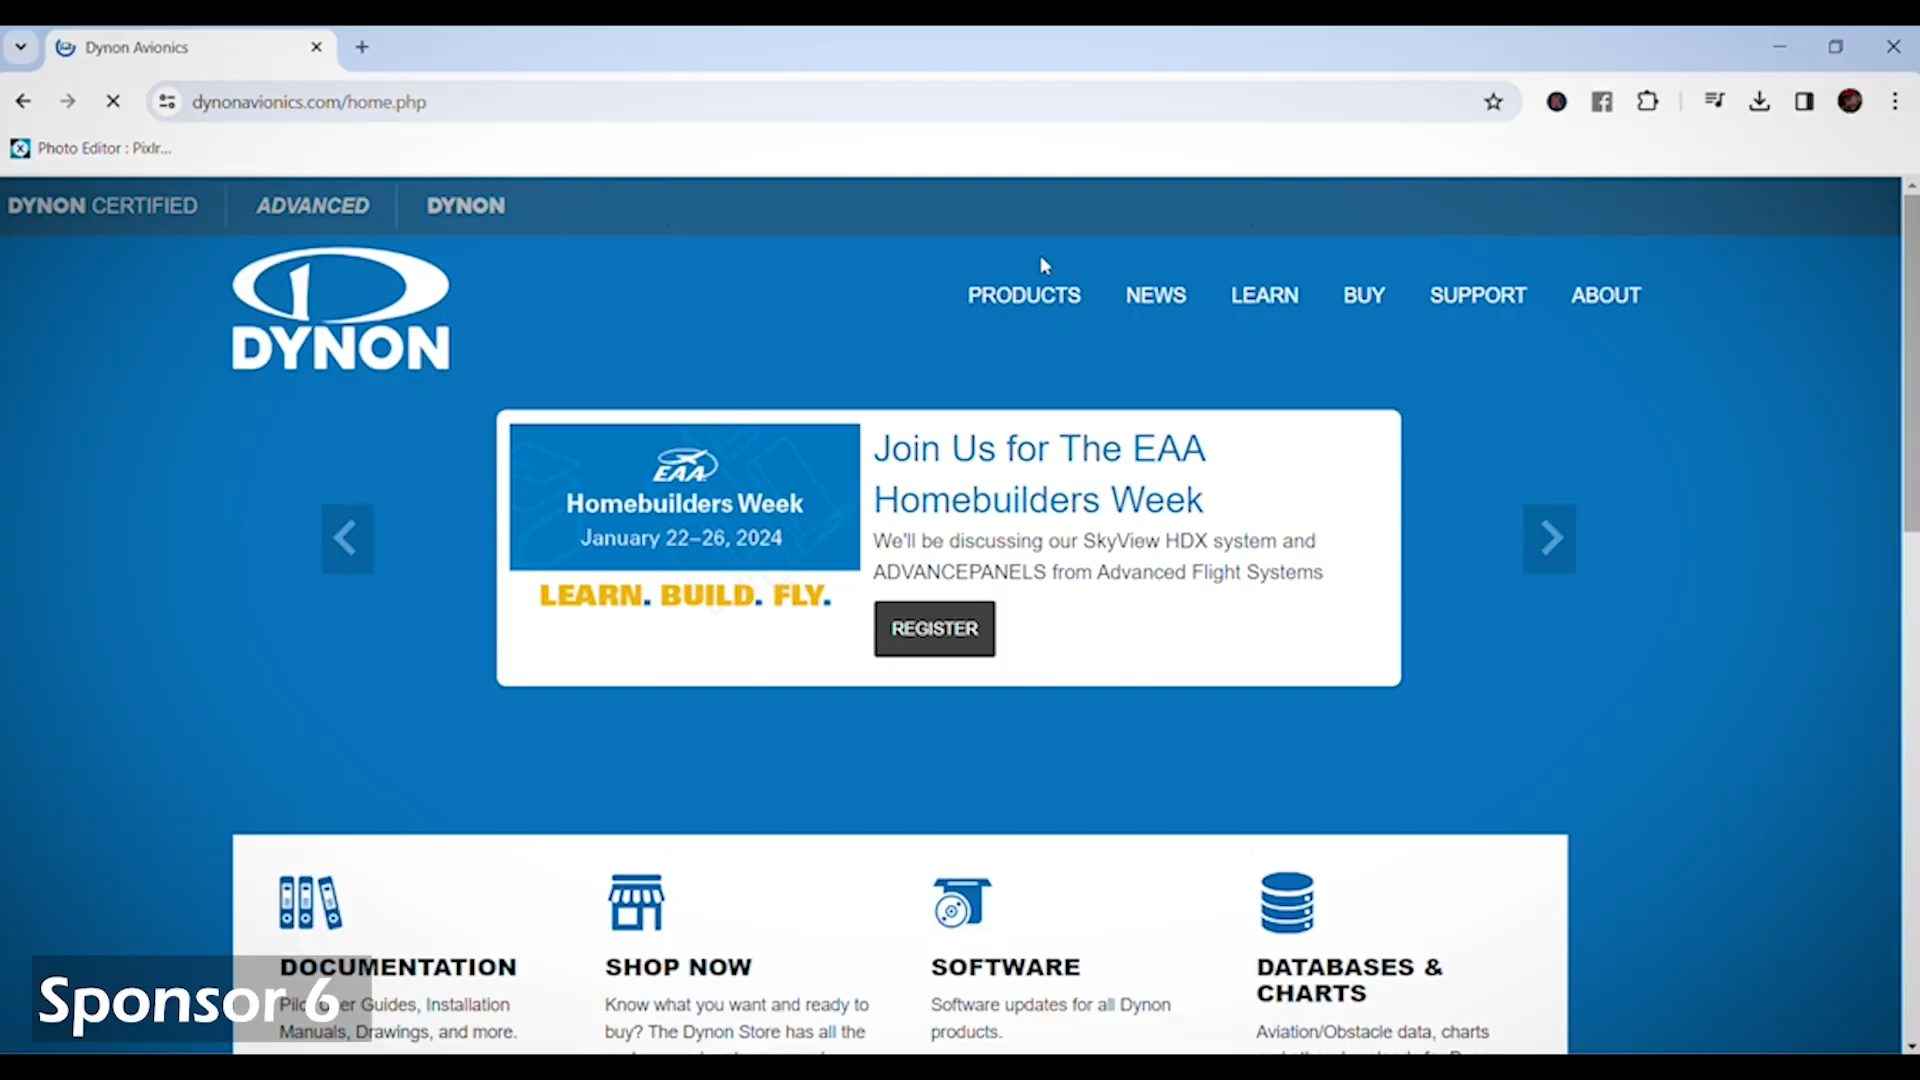 Dynon Avionics
dynonavionics.com/home.php
Photo Editor : Pixlr...
DYNON CERTIFIED
ADVANCED
DYNON
DYNON
PRODUCTS
NEWS
LEARN
BUY
SUPPORT
ABOUT
EAA
Homebuilders Week
January 22–26, 2024
LEARN. BUILD. FLY.
Join Us for The EAA
Homebuilders Week
We'll be discussing our SkyView HDX system and
ADVANCEPANELS from Advanced Flight Systems
REGISTER
DOCUMENTATION
Guides, Installation
Manuals, Drawings, and more.
SHOP NOW
Know what you want and ready to
buy? The Dynon Store has all the
SOFTWARE
Software updates for all Dynon
products.
DATABASES &
CHARTS
Aviation/Obstacle data, charts
Sponsor 6